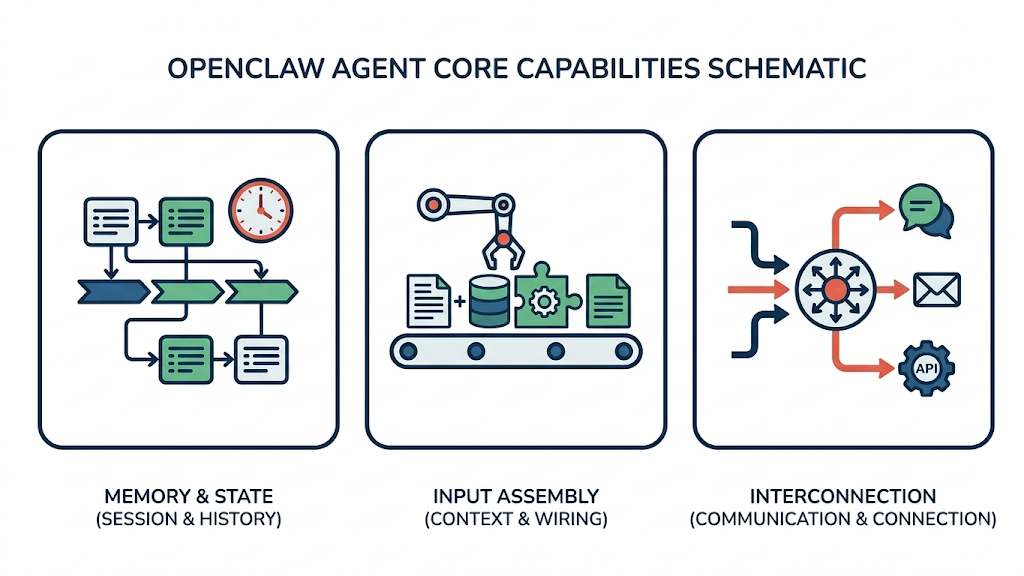 OPENCLAW AGENT CORE CAPABILITIES SCHEMATIC
+
API
MEMORY & STATE
(SESSION & HISTORY)
INPUT ASSEMBLY
(CONTEXT & WIRING)
INTERCONNECTION
(COMMUNICATION & CONNECTION)